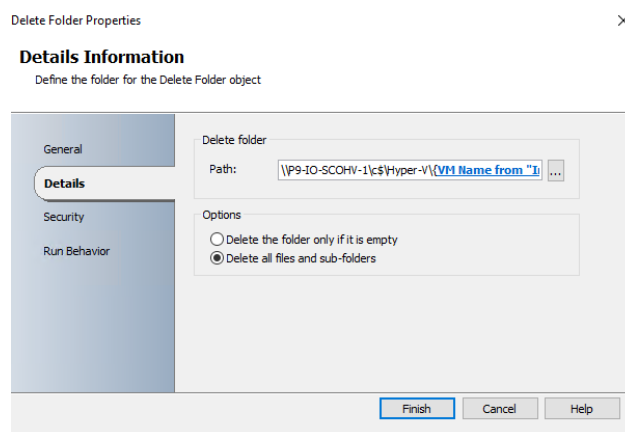 Delete Folder Properties
Details Information
Define the folder for the Delete Folder object
General
Details
Security
Run Behavior
Delete folder
Path:
\\P9-IO-SCOHV-1\c$\Hyper-V\{VM Name from "I
...
Options
Delete the folder only if it is empty
Delete all files and sub-folders
Finish
Cancel
Help